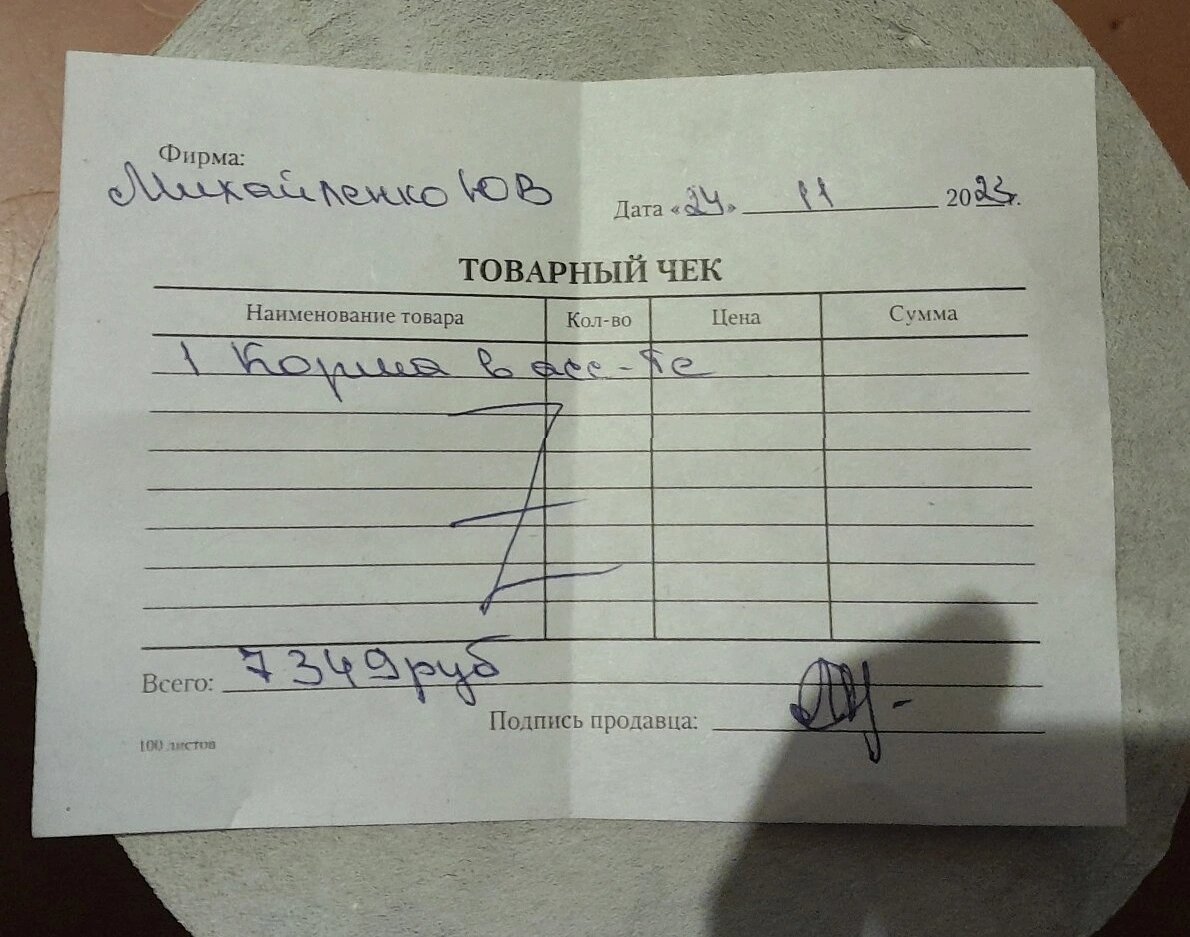 Фирма:
Михайленко ЮВ
Дата «24» 11 2023г.
ТОВАРНЫЙ ЧЕК
Наименование товара Кол-во Цена Сумма
1 Корма в асс-те
Всего: 7349руб
Подпись продавца:
100 листов